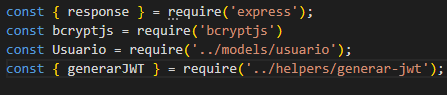 const { response } = require('express');
const bcryptjs = require('bcryptjs')
const Usuario = require('../models/usuario');
const { generarJWT } = require('../helpers/generar-jwt');